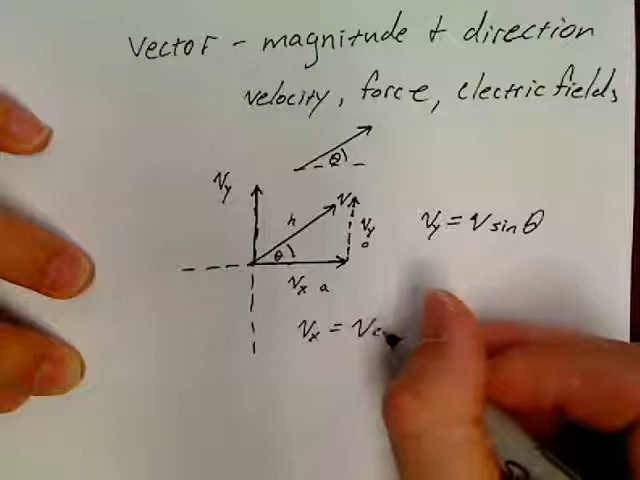 vector - magnitude + direction
velocity, force, electric fields
θ
Vy
V
h
Vy
θ
o
Vx a
Vy = V sin θ
Vx = Vc